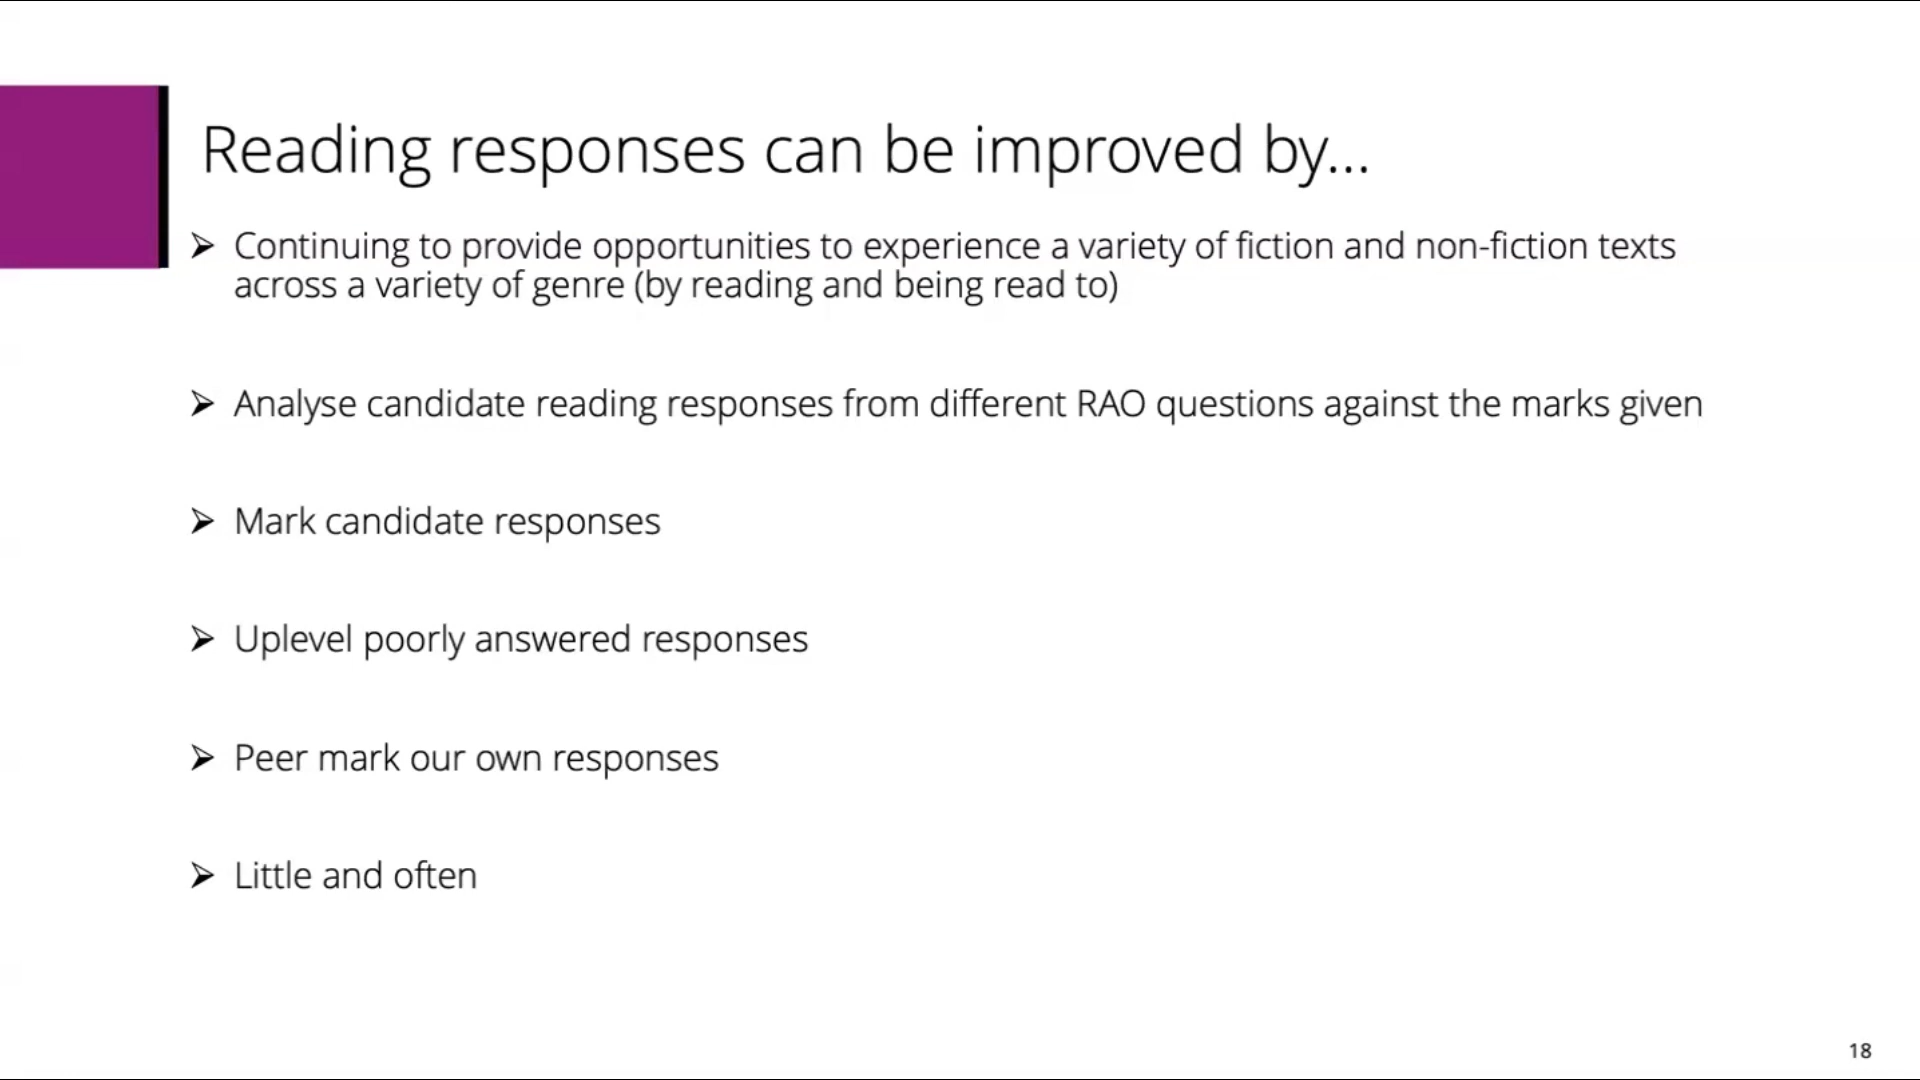 Reading responses can be improved by...
➢ Continuing to provide opportunities to experience a variety of fiction and non-fiction texts
across a variety of genre (by reading and being read to)
➢ Analyse candidate reading responses from different RAO questions against the marks given
➢ Mark candidate responses
➢ Uplevel poorly answered responses
➢ Peer mark our own responses
➢ Little and often
18